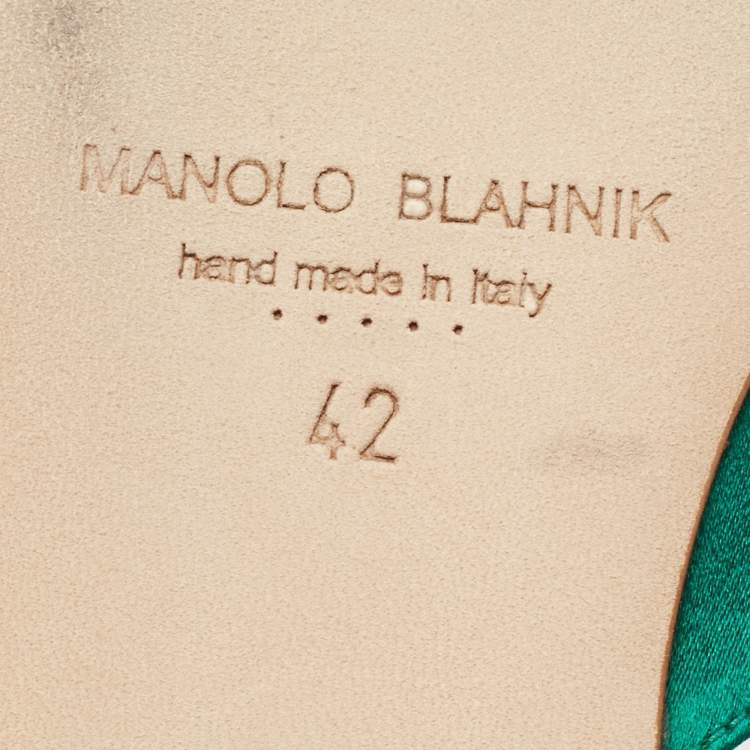 MANOLO BLAHNIK
hand made in Italy
• • • • •
42